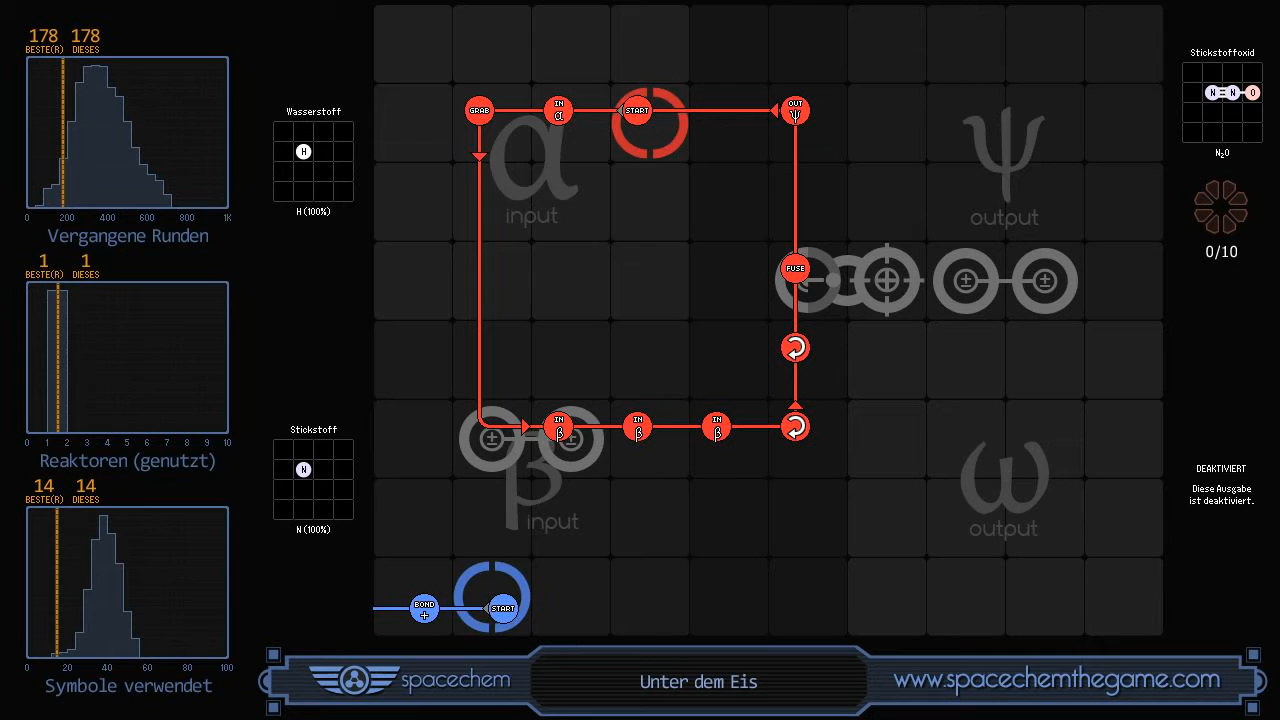 178 178
BESTE(R) DIESES
0 200 400 600 800 1K
Vergangene Runden
1 1
BESTE(R) DIESES
0 1 2 3 4 5 6 7 8 9 10
Reaktoren (genutzt)
14 14
BESTE(R) DIESES
0 20 40 60 80 100
Symbole verwendet
Wasserstoff
H
H (100%)
Stickstoff
N
N (100%)
GRAB
IN α
START
OUT ψ
α
input
ψ
output
FUSE
± ±
± ±
IN β
IN β
IN β
β
input
ω
output
BOND +
START
Stickstoffoxid
N=N O
N₂O
0/10
DEAKTIVIERT
Diese Ausgabe
ist deaktiviert.
spacechem
Unter dem Eis
www.spacechemthegame.com